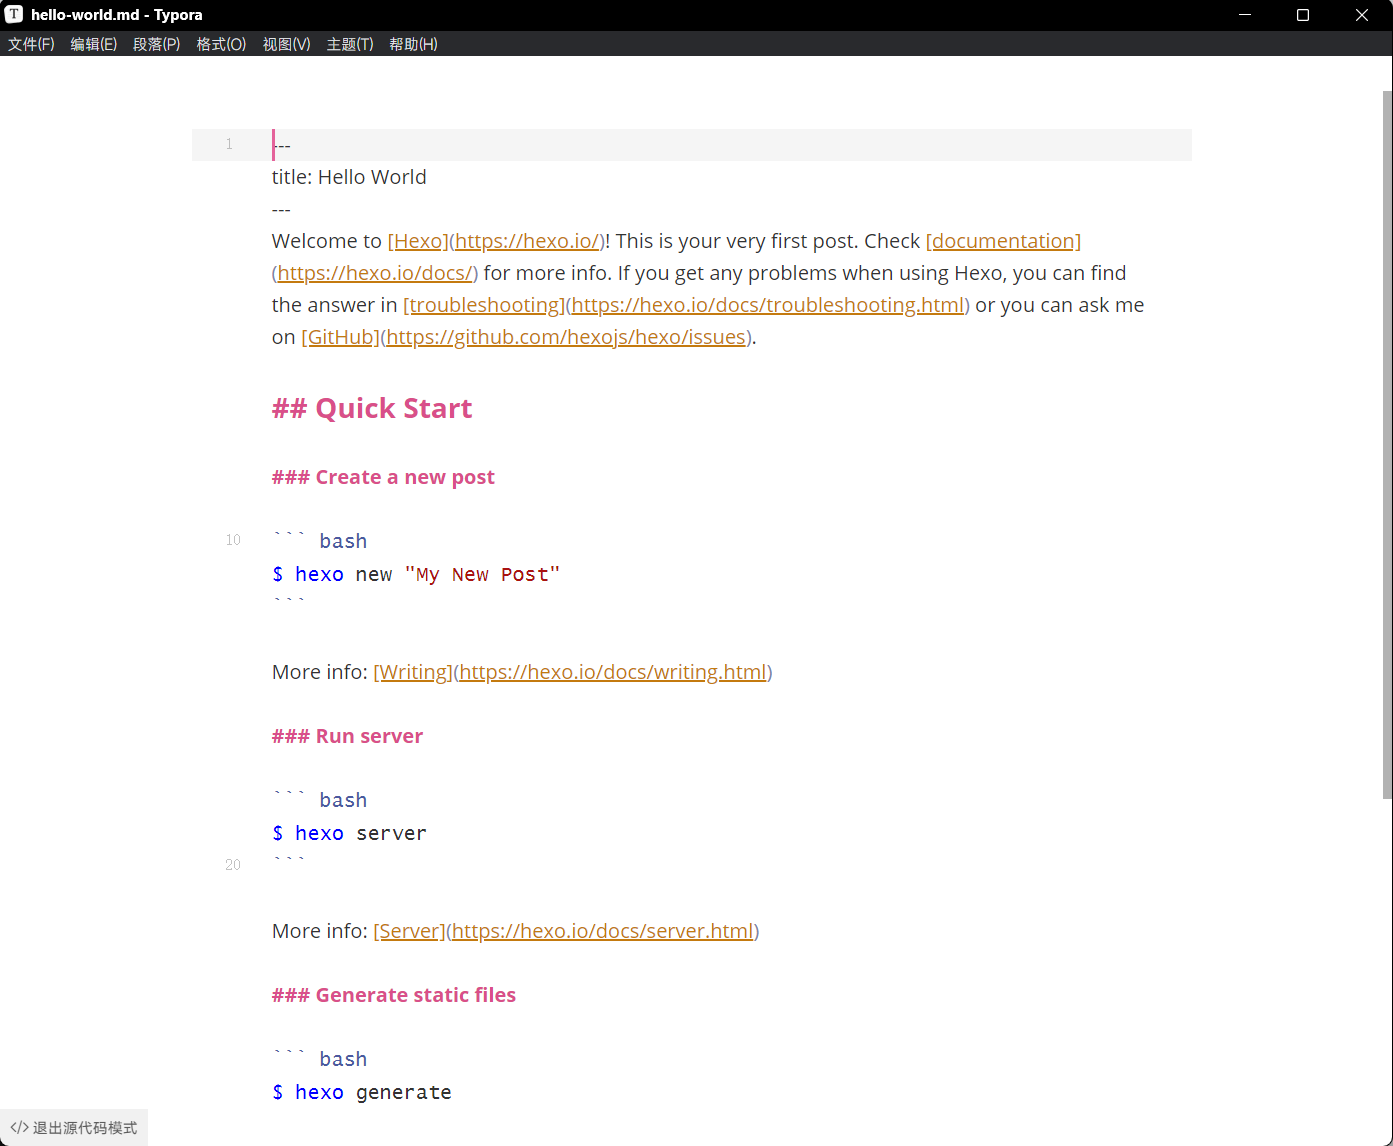 T hello-world.md - Typora
文件(F) 编辑(E) 段落(P) 格式(O) 视图(V) 主题(T) 帮助(H)
1 ---
title: Hello World
---
Welcome to [Hexo](https://hexo.io/)! This is your very first post. Check [documentation]
(https://hexo.io/docs/) for more info. If you get any problems when using Hexo, you can find
the answer in [troubleshooting](https://hexo.io/docs/troubleshooting.html) or you can ask me
on [GitHub](https://github.com/hexojs/hexo/issues).
## Quick Start
### Create a new post
10 ``` bash
$ hexo new "My New Post"
```
More info: [Writing](https://hexo.io/docs/writing.html)
### Run server
``` bash
$ hexo server
20 ```
More info: [Server](https://hexo.io/docs/server.html)
### Generate static files
``` bash
$ hexo generate
</> 退出源代码模式